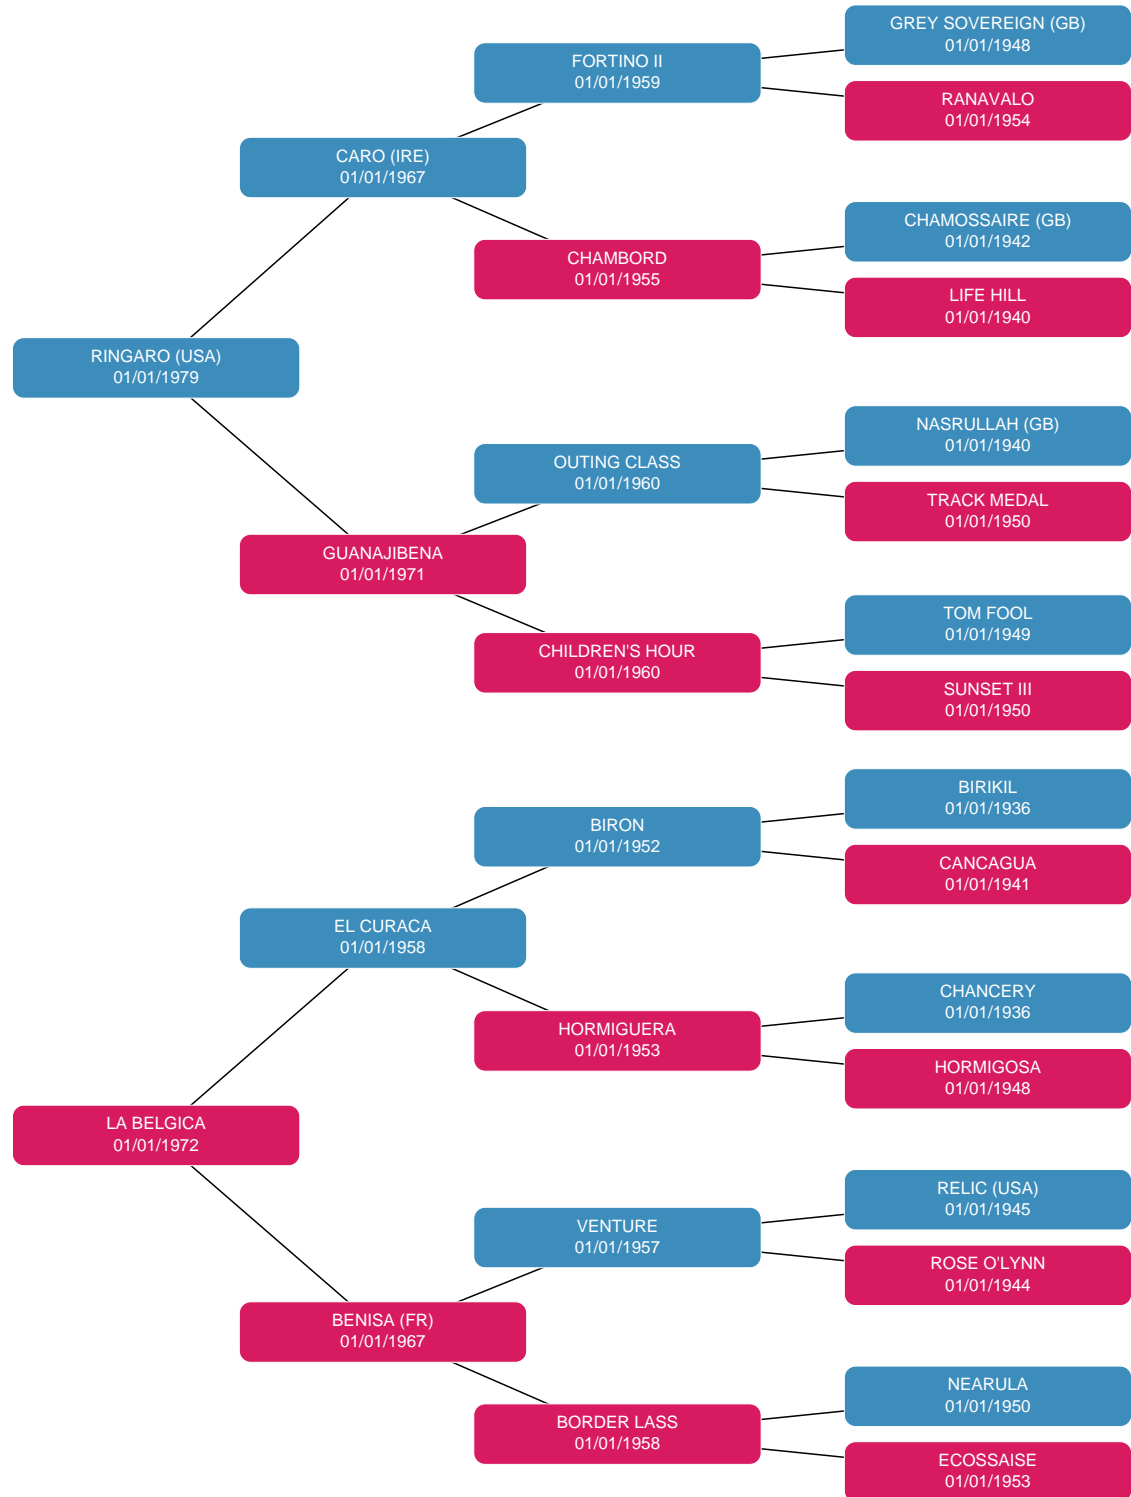 GREY SOVEREIGN (GB)
01/01/1948
FORTINO II
01/01/1959
RANAVALO
01/01/1954
CARO (IRE)
01/01/1967
CHAMOSSAIRE (GB)
01/01/1942
CHAMBORD
01/01/1955
LIFE HILL
01/01/1940
RINGARO (USA)
01/01/1979
NASRULLAH (GB)
01/01/1940
OUTING CLASS
01/01/1960
TRACK MEDAL
01/01/1950
GUANAJIBENA
01/01/1971
TOM FOOL
01/01/1949
CHILDREN'S HOUR
01/01/1960
SUNSET III
01/01/1950
BIRIKIL
01/01/1936
BIRON
01/01/1952
CANCAGUA
01/01/1941
EL CURACA
01/01/1958
CHANCERY
01/01/1936
HORMIGUERA
01/01/1953
HORMIGOSA
01/01/1948
LA BELGICA
01/01/1972
RELIC (USA)
01/01/1945
VENTURE
01/01/1957
ROSE O'LYNN
01/01/1944
BENISA (FR)
01/01/1967
NEARULA
01/01/1950
BORDER LASS
01/01/1958
ECOSSAISE
01/01/1953